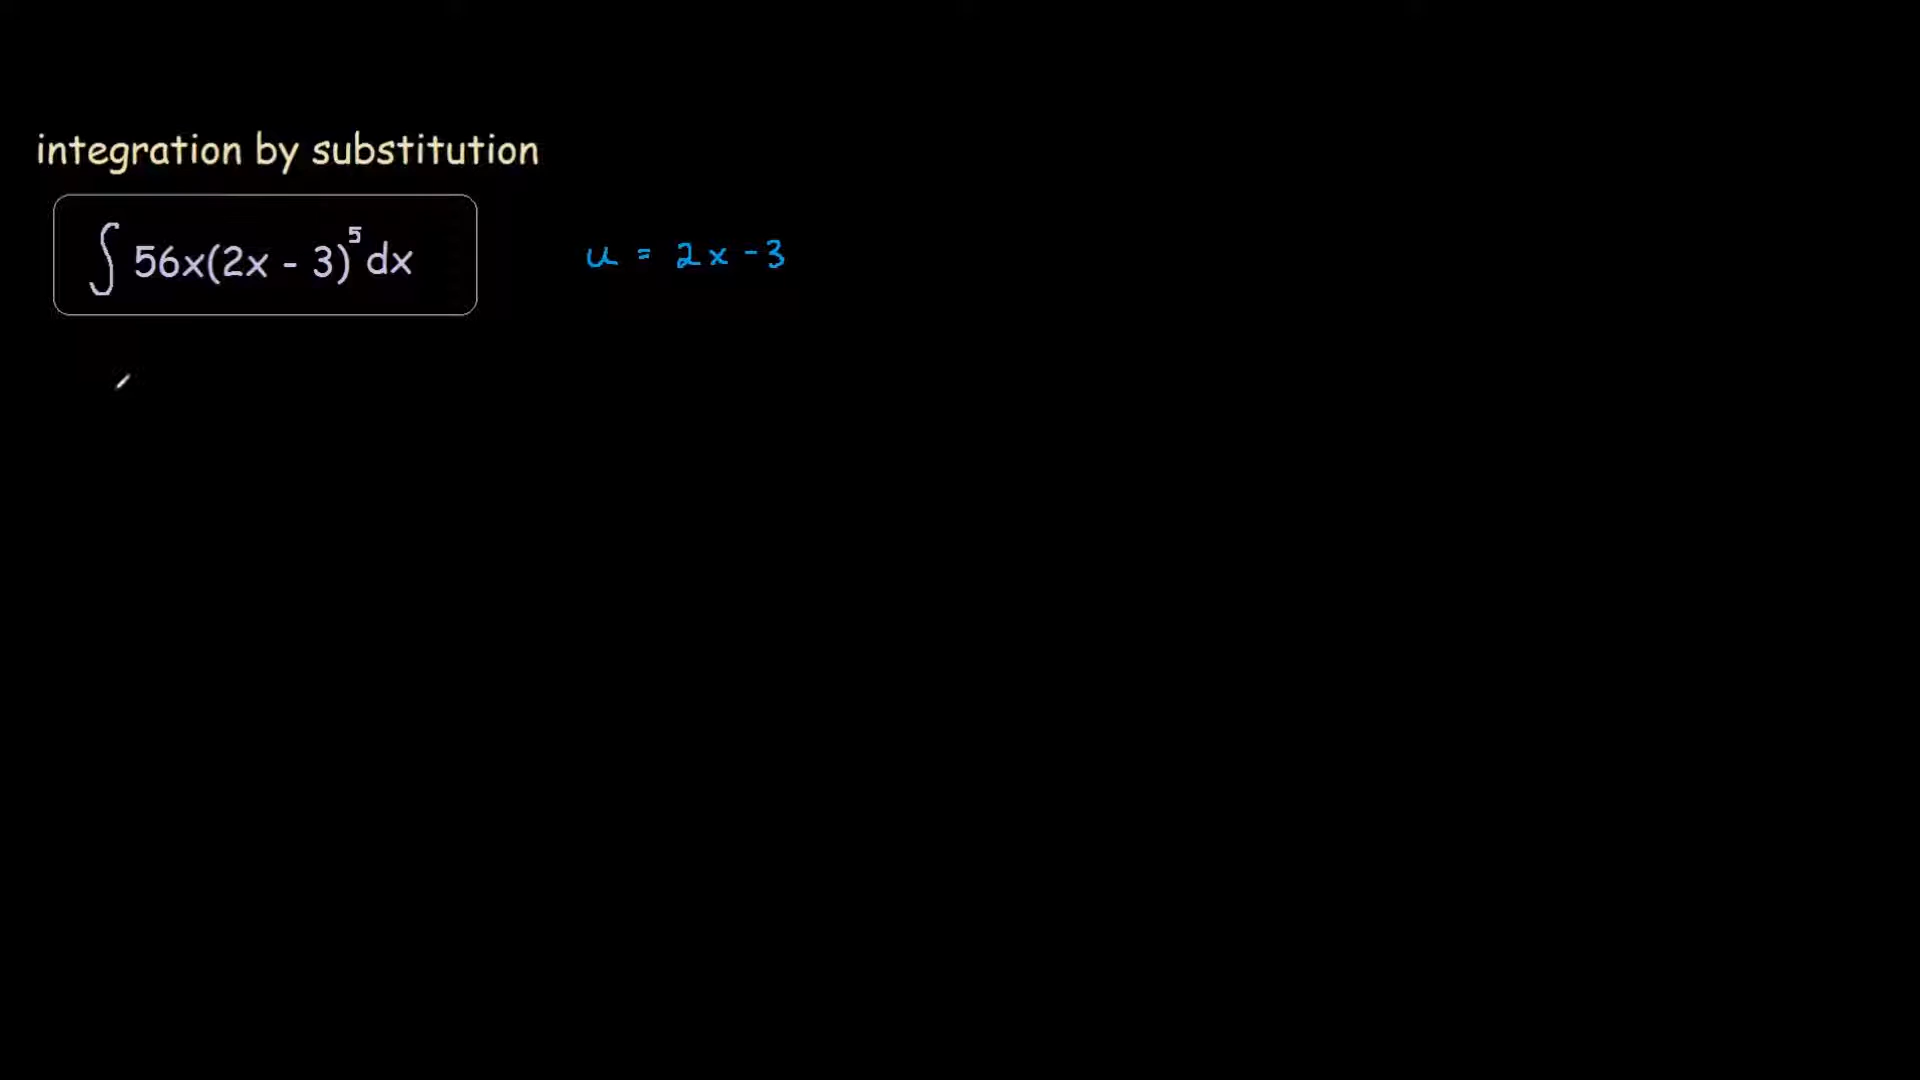 integration by substitution
∫ 56x(2x - 3)⁵ dx
u = 2x - 3